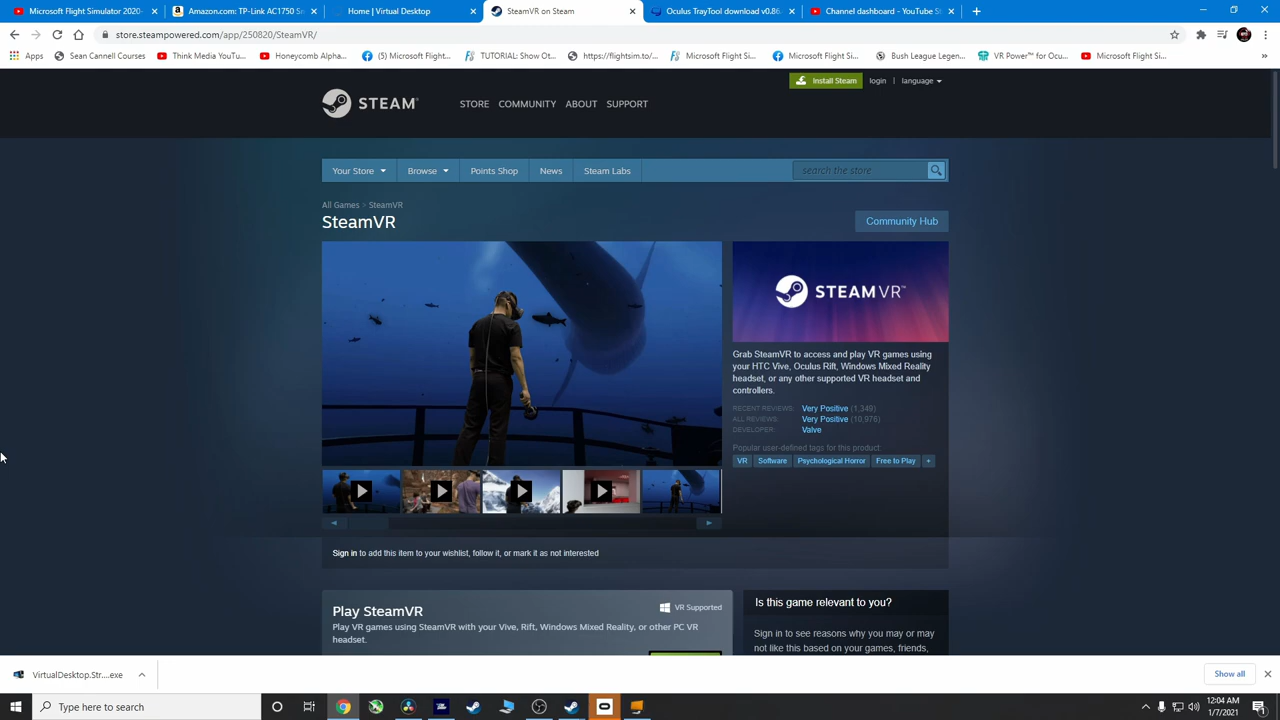 Microsoft Flight Simulator 2020-
Amazon.com: TP-Link AC1750 Sm
Home | Virtual Desktop
SteamVR on Steam
Oculus TrayTool download v0.86.
Channel dashboard - YouTube St
store.steampowered.com/app/250820/SteamVR/
Apps
Sean Cannell Courses
Think Media YouTu...
Honeycomb Alpha...
(5) Microsoft Flight...
TUTORIAL: Show Ot...
https://flightsim.to/...
Microsoft Flight Si...
Microsoft Flight Si...
Bush League Legen...
VR Power™ for Ocu...
Microsoft Flight Si...
Install Steam
login
language
STEAM
STORE
COMMUNITY
ABOUT
SUPPORT
Your Store
Browse
Points Shop
News
Steam Labs
search the store
All Games > SteamVR
SteamVR
Community Hub
STEAMVR™
Grab SteamVR to access and play VR games using
your HTC Vive, Oculus Rift, Windows Mixed Reality
headset, or any other supported VR headset and
controllers.
RECENT REVIEWS: Very Positive (1,349)
ALL REVIEWS: Very Positive (10,976)
DEVELOPER: Valve
Popular user-defined tags for this product:
VR
Software
Psychological Horror
Free to Play
+
Sign in to add this item to your wishlist, follow it, or mark it as not interested
Play SteamVR
VR Supported
Play VR games using SteamVR with your Vive, Rift, Windows Mixed Reality, or other PC VR
headset.
Is this game relevant to you?
Sign in to see reasons why you may or may
not like this based on your games, friends,
VirtualDesktop.Str....exe
Show all
Type here to search
12:04 AM
1/7/2021